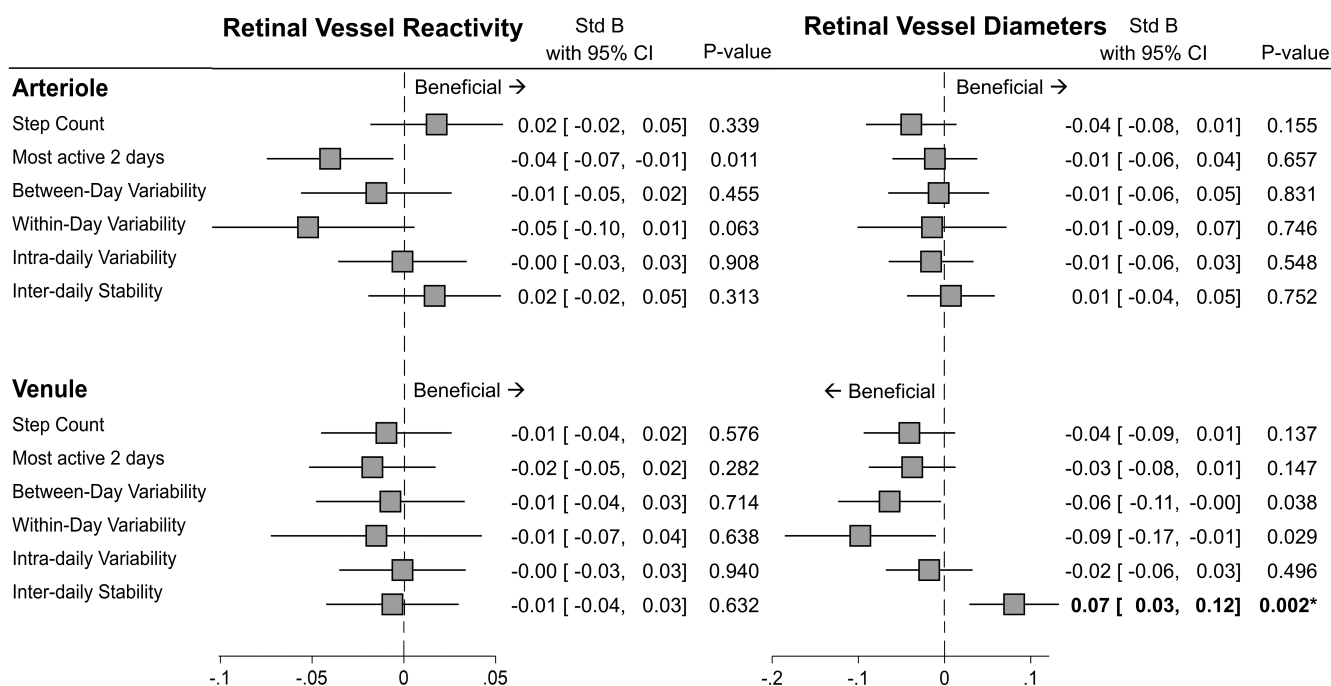 Retinal Vessel Reactivity Std B with 95% CI P-value Retinal Vessel Diameters Std B with 95% CI P-value
Arteriole Beneficial → Beneficial →
Step Count 0.02 [ -0.02, 0.05] 0.339 -0.04 [ -0.08, 0.01] 0.155
Most active 2 days -0.04 [ -0.07, -0.01] 0.011 -0.01 [ -0.06, 0.04] 0.657
Between-Day Variability -0.01 [ -0.05, 0.02] 0.455 -0.01 [ -0.06, 0.05] 0.831
Within-Day Variability -0.05 [ -0.10, 0.01] 0.063 -0.01 [ -0.09, 0.07] 0.746
Intra-daily Variability -0.00 [ -0.03, 0.03] 0.908 -0.01 [ -0.06, 0.03] 0.548
Inter-daily Stability 0.02 [ -0.02, 0.05] 0.313 0.01 [ -0.04, 0.05] 0.752
Venule Beneficial → ← Beneficial
Step Count -0.01 [ -0.04, 0.02] 0.576 -0.04 [ -0.09, 0.01] 0.137
Most active 2 days -0.02 [ -0.05, 0.02] 0.282 -0.03 [ -0.08, 0.01] 0.147
Between-Day Variability -0.01 [ -0.04, 0.03] 0.714 -0.06 [ -0.11, -0.00] 0.038
Within-Day Variability -0.01 [ -0.07, 0.04] 0.638 -0.09 [ -0.17, -0.01] 0.029
Intra-daily Variability -0.00 [ -0.03, 0.03] 0.940 -0.02 [ -0.06, 0.03] 0.496
Inter-daily Stability -0.01 [ -0.04, 0.03] 0.632 0.07 [ 0.03, 0.12] 0.002*
-.1 -.05 0 .05 -.2 -.1 0 .1